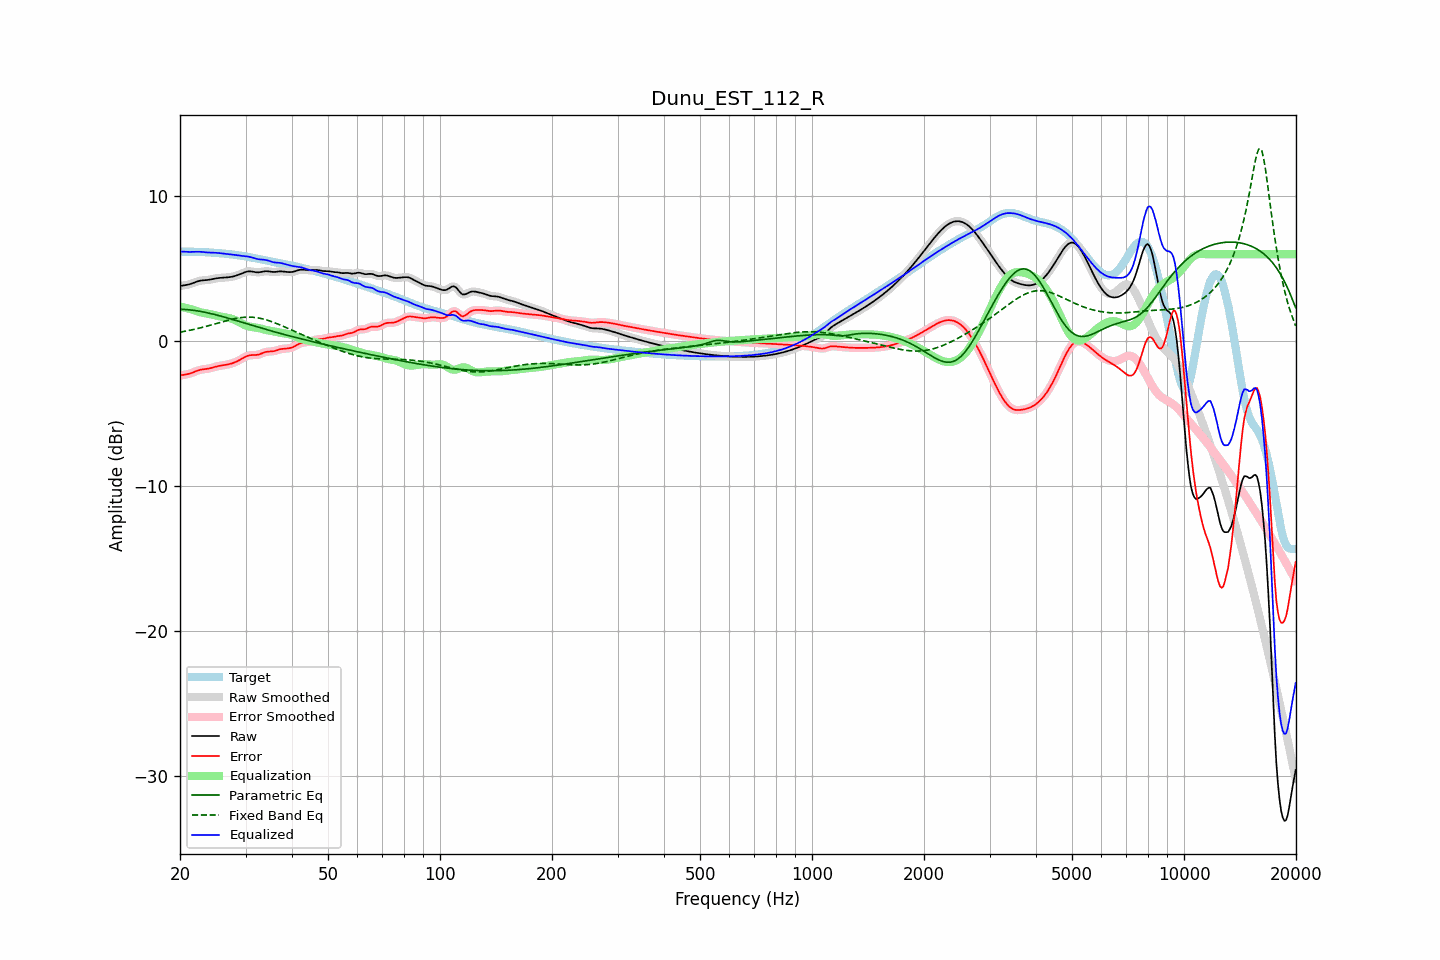 Dunu_EST_112_R
10
0
−10
−20
−30
Amplitude (dBr)
Target
Raw Smoothed
Error Smoothed
Raw
Error
Equalization
Parametric Eq
Fixed Band Eq
Equalized
20 50 100 200 500 1000 2000 5000 10000 20000
Frequency (Hz)